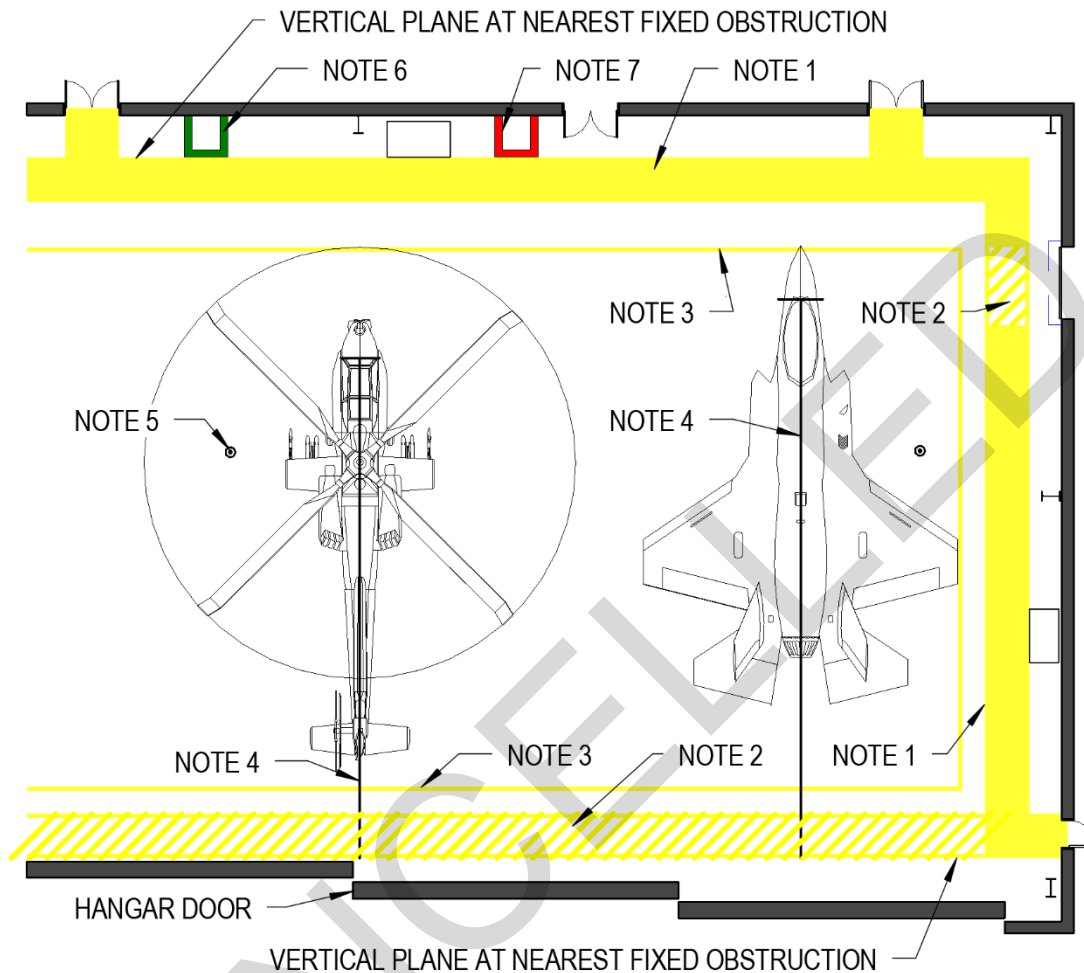 VERTICAL PLANE AT NEAREST FIXED OBSTRUCTION
NOTE 6
NOTE 7
NOTE 1
NOTE 3
NOTE 2
NOTE 5
NOTE 4
NOTE 4
NOTE 3
NOTE 2
NOTE 1
HANGAR DOOR
VERTICAL PLANE AT NEAREST FIXED OBSTRUCTION
NCELLED